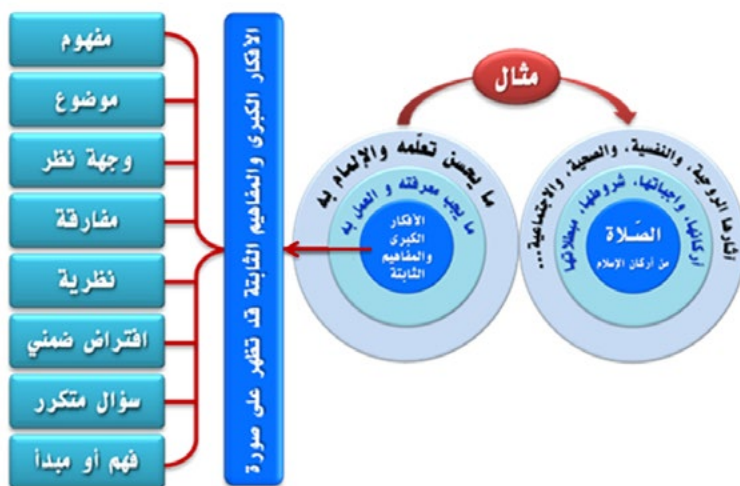 مثال
آثارها الروحية، والنفسية، والصحية، والاجتماعية...
أركانها، واجباتها، شروطها، مبطلاتها
الصّلاة
من أركان الإسلام
ما يحسن تعلّمه والإلمام به
ما يجب معرفته و العمل به
الأفكار
الكبرى
والمفاهيم
الثابتة
الأفكار الكبرى والمفاهيم الثابتة قد تظهر على صورة
مفهوم
موضوع
وجهة نظر
مفارقة
نظرية
افتراض ضمني
سؤال متكرر
فهم أو مبدأ